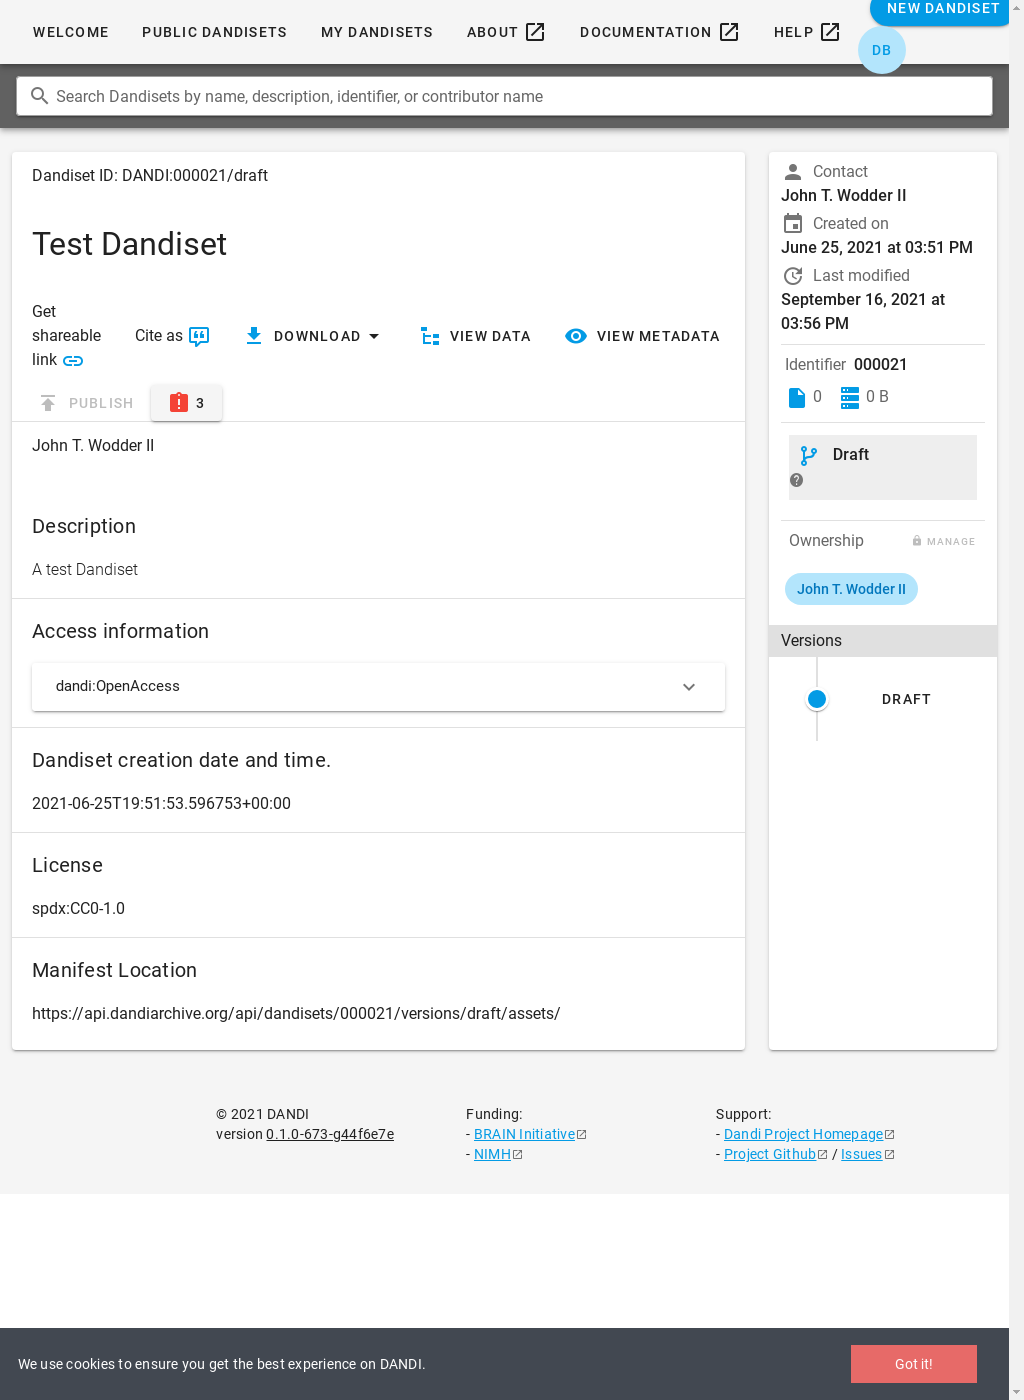 WELCOME
PUBLIC DANDISETS
MY DANDISETS
ABOUT
DOCUMENTATION
HELP
NEW DANDISET
DB
Search Dandisets by name, description, identifier, or contributor name
Dandiset ID: DANDI:000021/draft
Test Dandiset
Get
shareable
link
Cite as
DOWNLOAD
VIEW DATA
VIEW METADATA
PUBLISH
3
John T. Wodder II
Description
A test Dandiset
Access information
dandi:OpenAccess
Dandiset creation date and time.
2021-06-25T19:51:53.596753+00:00
License
spdx:CC0-1.0
Manifest Location
https://api.dandiarchive.org/api/dandisets/000021/versions/draft/assets/
Contact
John T. Wodder II
Created on
June 25, 2021 at 03:51 PM
Last modified
September 16, 2021 at
03:56 PM
Identifier 000021
0
0 B
Draft
Ownership
MANAGE
John T. Wodder II
Versions
DRAFT
© 2021 DANDI
version 0.1.0-673-g44f6e7e
Funding:
- BRAIN Initiative
- NIMH
Support:
- Dandi Project Homepage
- Project Github / Issues
We use cookies to ensure you get the best experience on DANDI.
Got it!